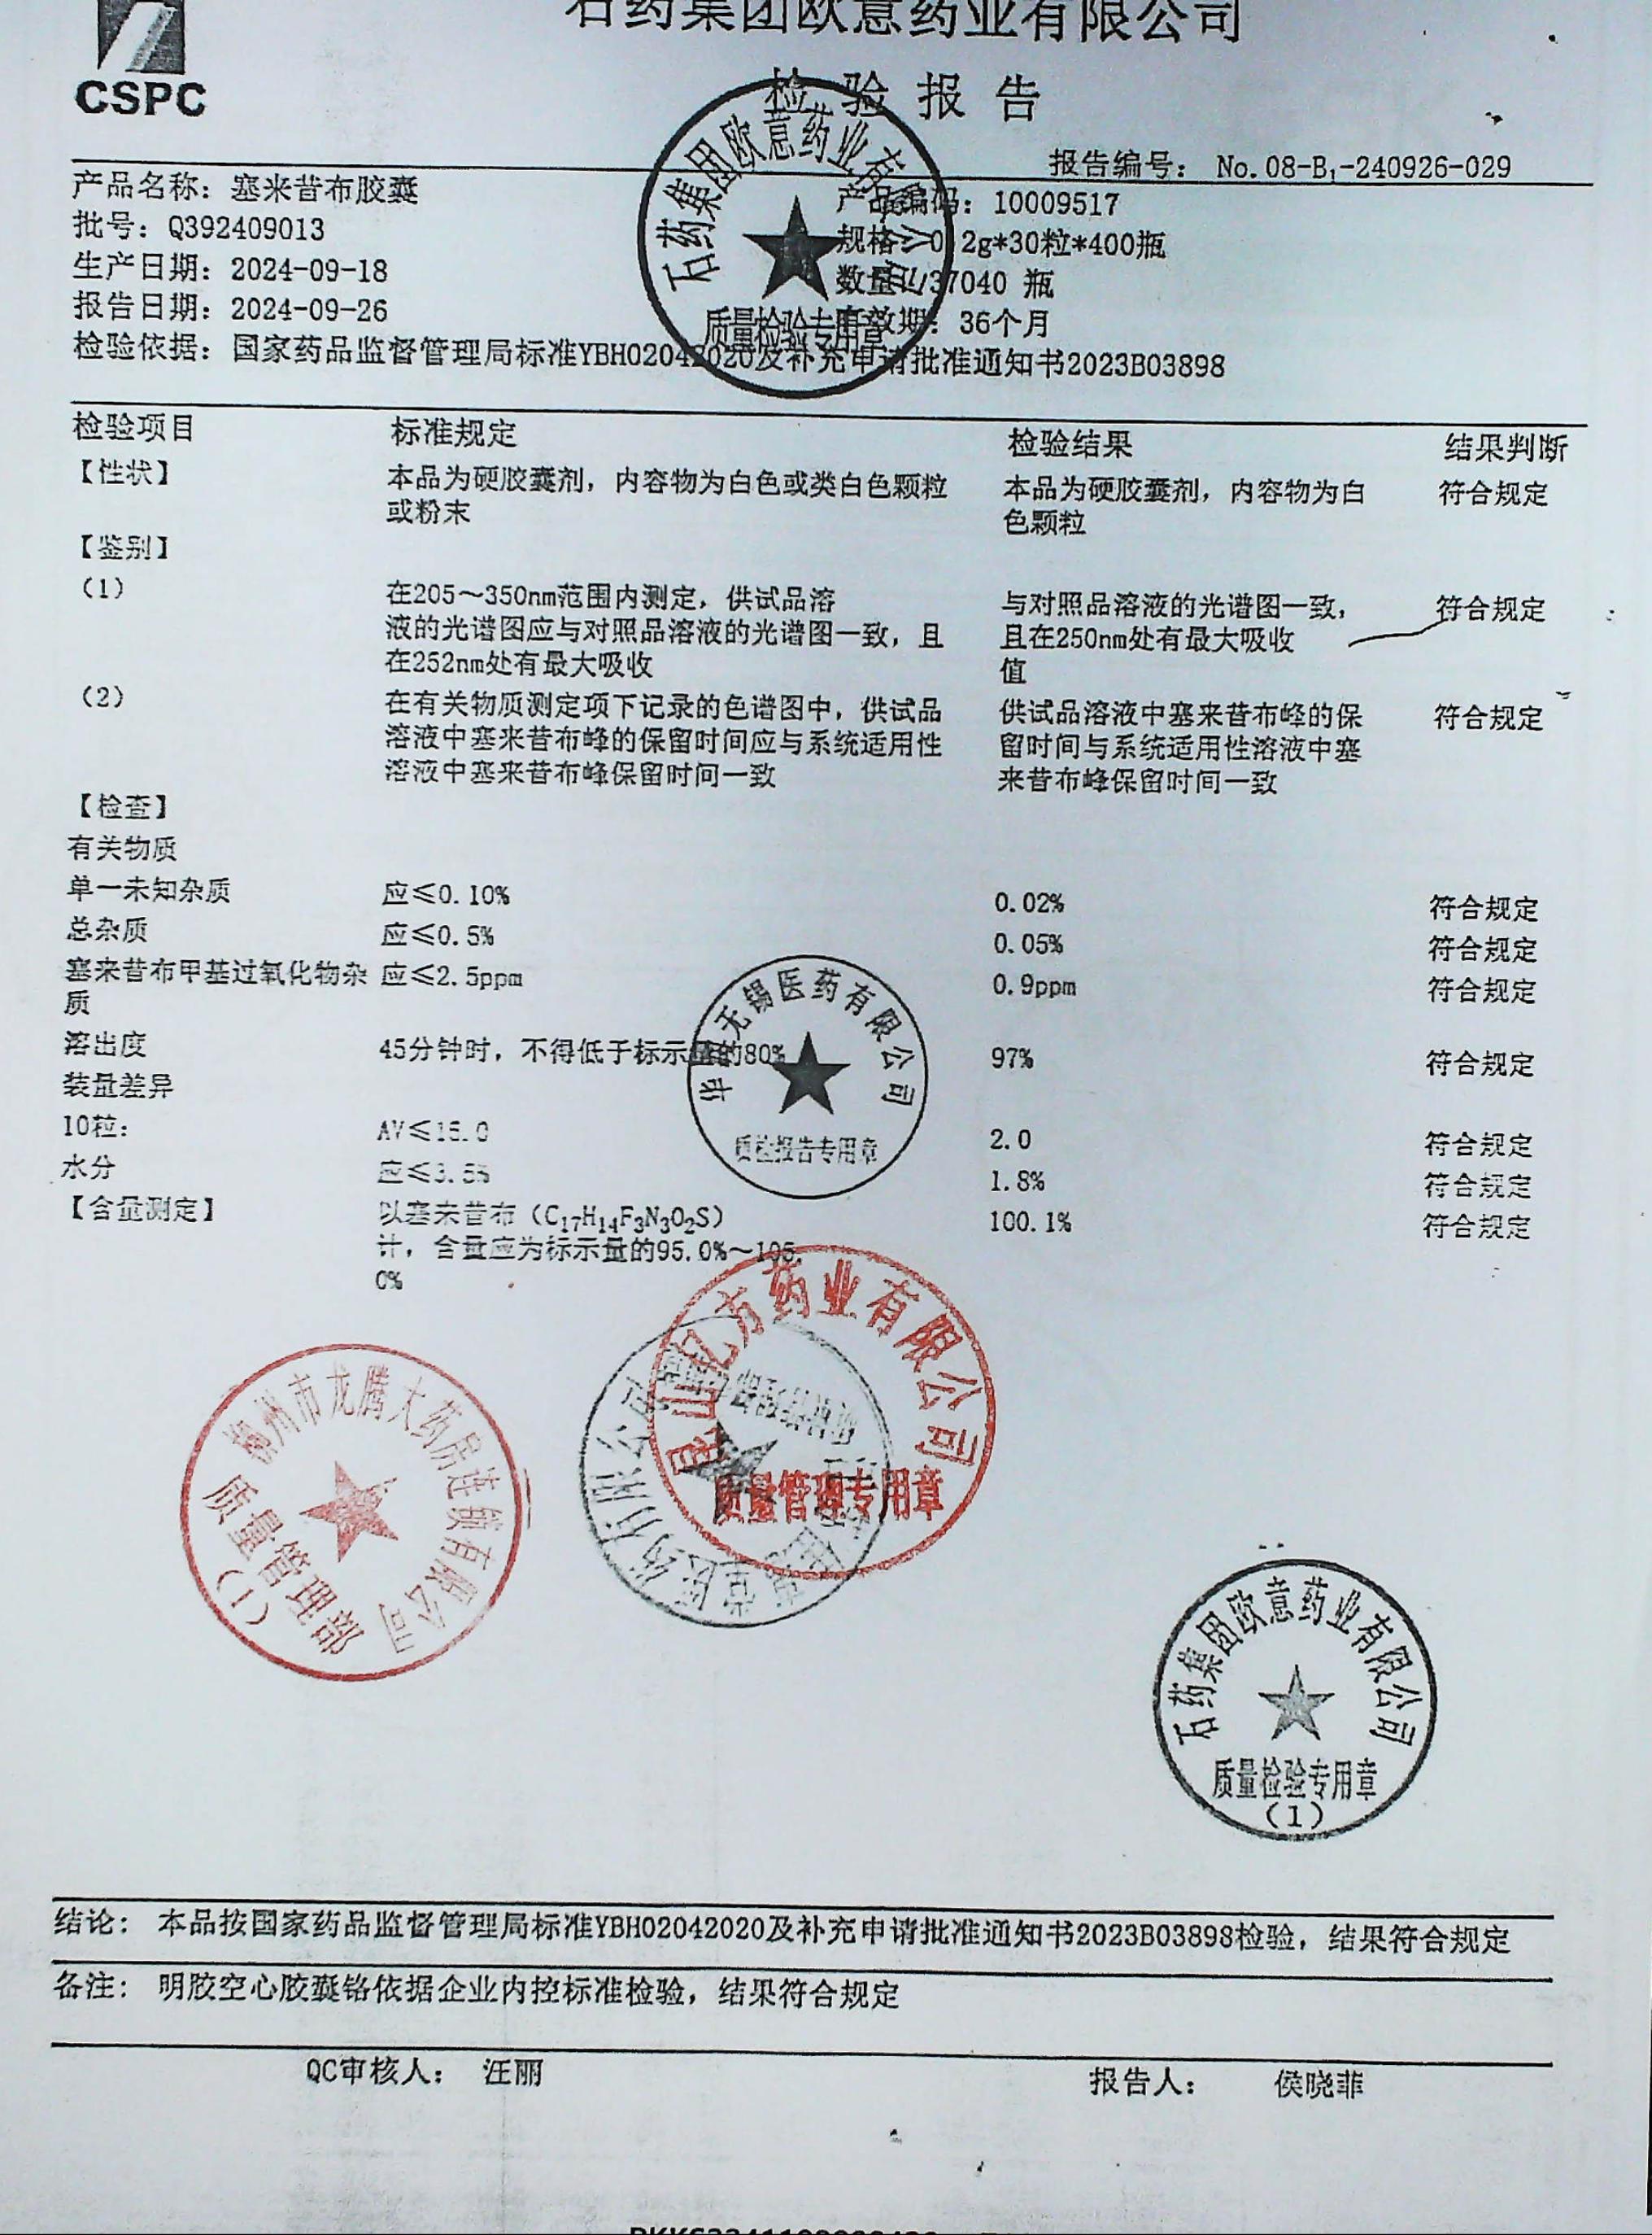 石药集团欧意药业有限公司
CSPC
检验报告
报告编号： No.08-B₁-240926-029
产品名称：塞来昔布胶囊 产品编码：10009517
批号：Q392409013 规格 2g*30粒*400瓶
生产日期：2024-09-18 数量 37040 瓶
报告日期：2024-09-26 有效期：36个月
检验依据：国家药品监督管理局标准YBH02042020及补充申请批准通知书2023B03898
石药集团欧意药业有限公司
质量检验专用章
检验项目 标准规定 检验结果 结果判断
【性状】 本品为硬胶囊剂，内容物为白色或类白色颗粒 本品为硬胶囊剂，内容物为白 符合规定
或粉末 色颗粒
【鉴别】
（1） 在205～350nm范围内测定，供试品溶 与对照品溶液的光谱图一致， 符合规定
液的光谱图应与对照品溶液的光谱图一致，且 且在250nm处有最大吸收
在252nm处有最大吸收 值
（2） 在有关物质测定项下记录的色谱图中，供试品 供试品溶液中塞来昔布峰的保 符合规定
溶液中塞来昔布峰的保留时间应与系统适用性 留时间与系统适用性溶液中塞
溶液中塞来昔布峰保留时间一致 来昔布峰保留时间一致
【检查】
有关物质
单一未知杂质 应≤0.10% 0.02% 符合规定
总杂质 应≤0.5% 0.05% 符合规定
塞来昔布甲基过氧化物杂 应≤2.5ppm 0.9ppm 符合规定
质
溶出度 45分钟时，不得低于标示量的80% 97% 符合规定
装量差异
10粒： AV≤15.0 2.0 符合规定
水分 应≤3.5% 1.8% 符合规定
【含量测定】 以塞来昔布（C₁₇H₁₄F₃N₃O₂S） 100.1% 符合规定
计，含量应为标示量的95.0%～105.
0%
无锡医药有限公司
质检报告专用章
昆山亿方药业有限公司
质量管理专用章
医药有限公司
市龙腾大药房连锁有限公司
质量管理部
（1）
石药集团欧意药业有限公司
质量检验专用章
（1）
结论： 本品按国家药品监督管理局标准YBH02042020及补充申请批准通知书2023B03898检验，结果符合规定
备注： 明胶空心胶囊铬依据企业内控标准检验，结果符合规定
QC审核人： 汪丽 报告人： 侯晓菲